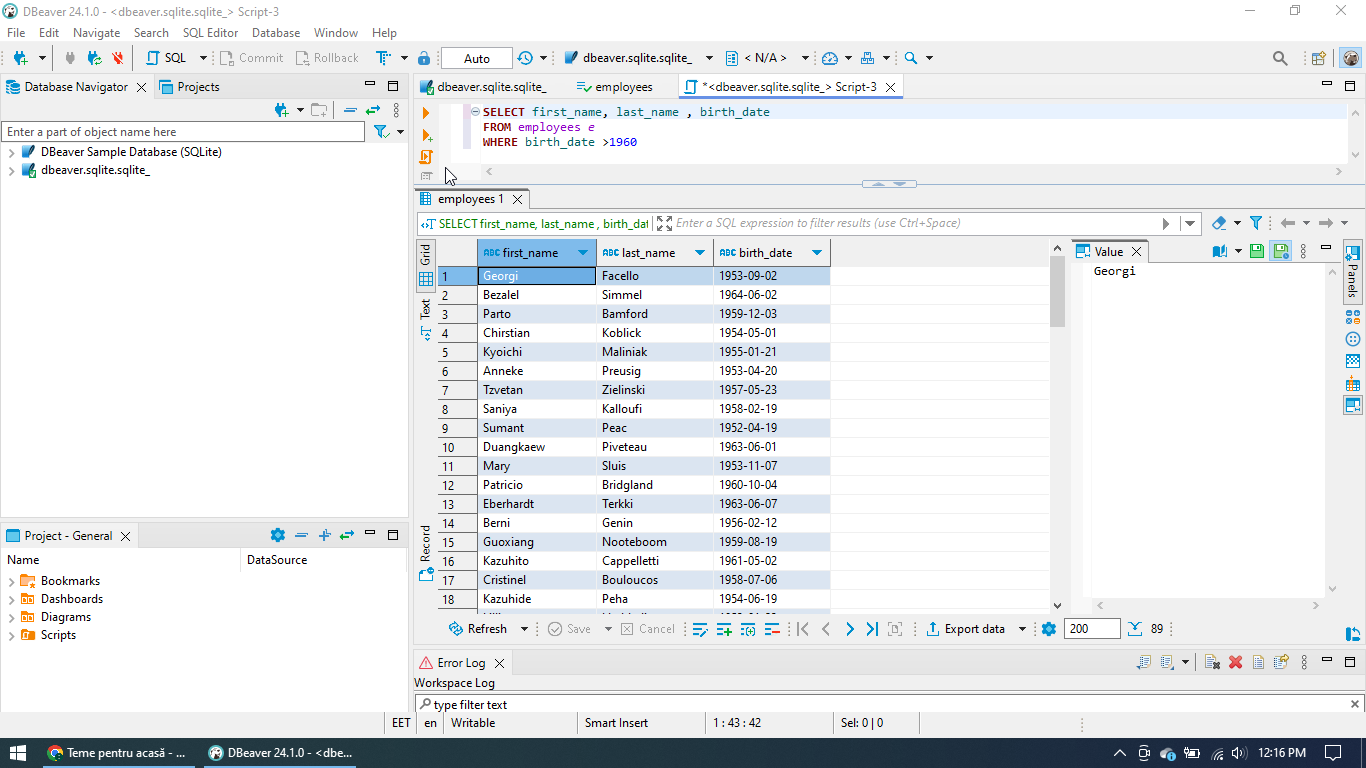 DBeaver 24.1.0 - <dbeaver.sqlite.sqlite_> Script-3
File Edit Navigate Search SQL Editor Database Window Help
SQL Commit Rollback Auto dbeaver.sqlite.sqlite_ < N/A >
Database Navigator Projects
Enter a part of object name here
DBeaver Sample Database (SQLite)
dbeaver.sqlite.sqlite_
dbeaver.sqlite.sqlite_ employees *<dbeaver.sqlite.sqlite_> Script-3
SELECT first_name, last_name , birth_date
FROM employees e
WHERE birth_date >1960
employees 1
SELECT first_name, last_name , birth_dat Enter a SQL expression to filter results (use Ctrl+Space)
Grid
Text
Record
ABC first_name ABC last_name ABC birth_date
1 Georgi Facello 1953-09-02
2 Bezalel Simmel 1964-06-02
3 Parto Bamford 1959-12-03
4 Chirstian Koblick 1954-05-01
5 Kyoichi Maliniak 1955-01-21
6 Anneke Preusig 1953-04-20
7 Tzvetan Zielinski 1957-05-23
8 Saniya Kalloufi 1958-02-19
9 Sumant Peac 1952-04-19
10 Duangkaew Piveteau 1963-06-01
11 Mary Sluis 1953-11-07
12 Patricio Bridgland 1960-10-04
13 Eberhardt Terkki 1963-06-07
14 Berni Genin 1956-02-12
15 Guoxiang Nooteboom 1959-08-19
16 Kazuhito Cappelletti 1961-05-02
17 Cristinel Bouloucos 1958-07-06
18 Kazuhide Peha 1954-06-19
Value
Georgi
Panels
Refresh Save Cancel Export data 200 89
Project - General
Name DataSource
Bookmarks
Dashboards
Diagrams
Scripts
Error Log
Workspace Log
type filter text
EET en Writable Smart Insert 1 : 43 : 42 Sel: 0 | 0
Teme pentru acasă - ... DBeaver 24.1.0 - <dbe... 12:16 PM